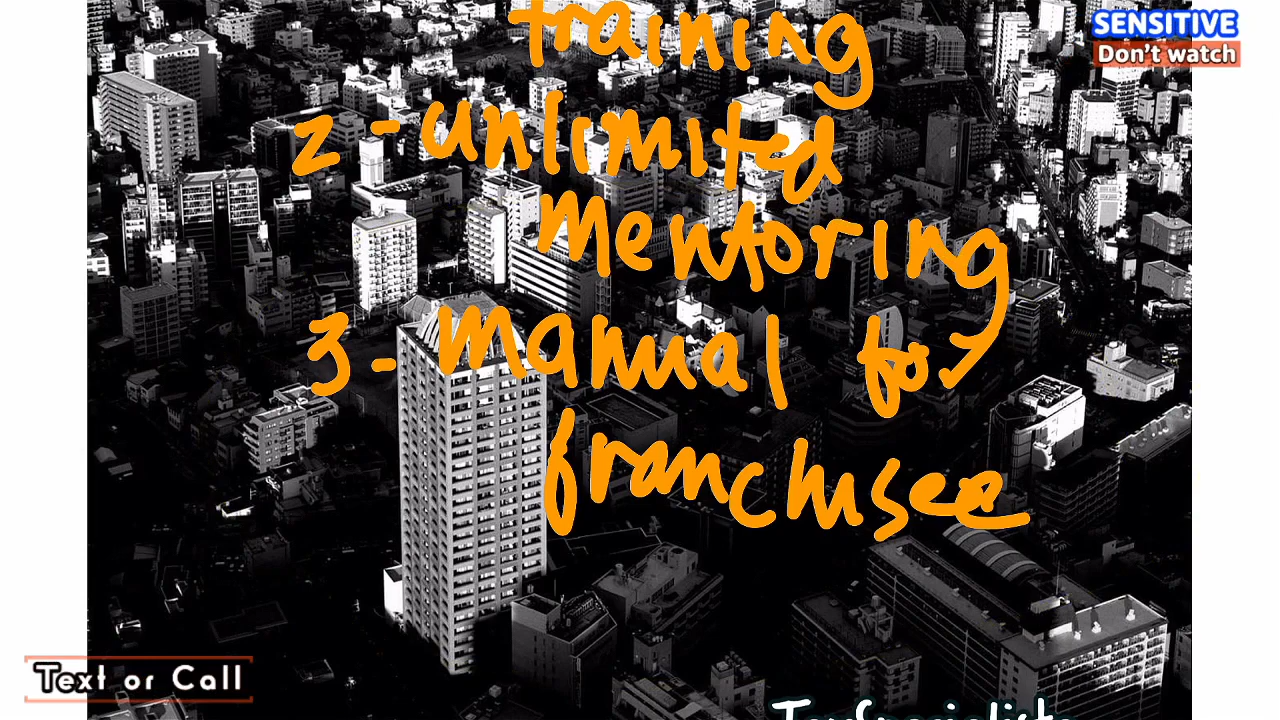 SENSITIVE
Don't watch
training
2 - unlimited
mentoring
3 - manual for
franchisee
Text or Call